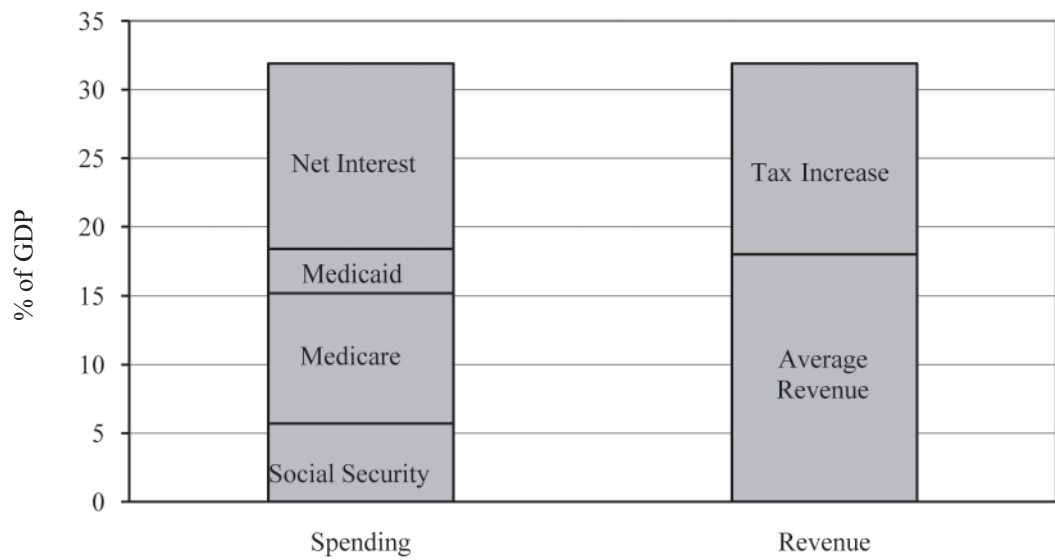 35
30
25
20
15
10
5
0
% of GDP
Net Interest
Medicaid
Medicare
Social Security
Tax Increase
Average
Revenue
Spending
Revenue